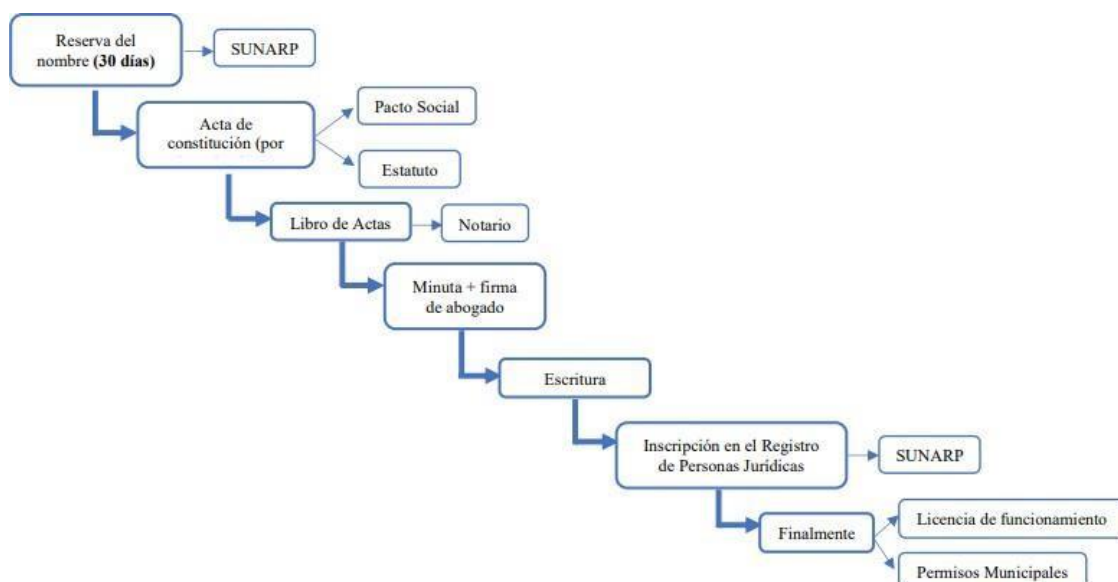 Reserva del
nombre (30 días)
SUNARP
Acta de
constitución (por
Pacto Social
Estatuto
Libro de Actas
Notario
Minuta + firma
de abogado
Escritura
Inscripción en el Registro
de Personas Jurídicas
SUNARP
Finalmente
Licencia de funcionamiento
Permisos Municipales